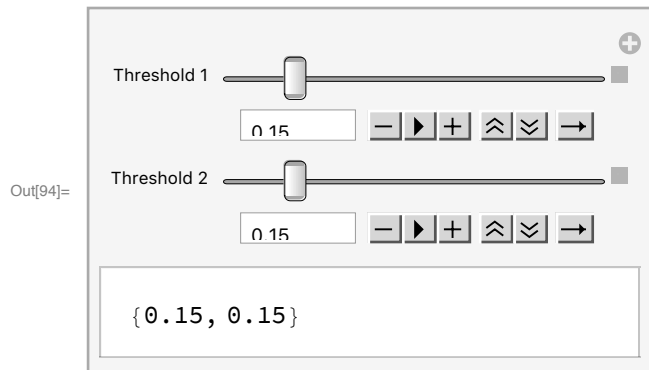 Threshold 1
0.15
Out[94]=
Threshold 2
0.15
{0.15, 0.15}